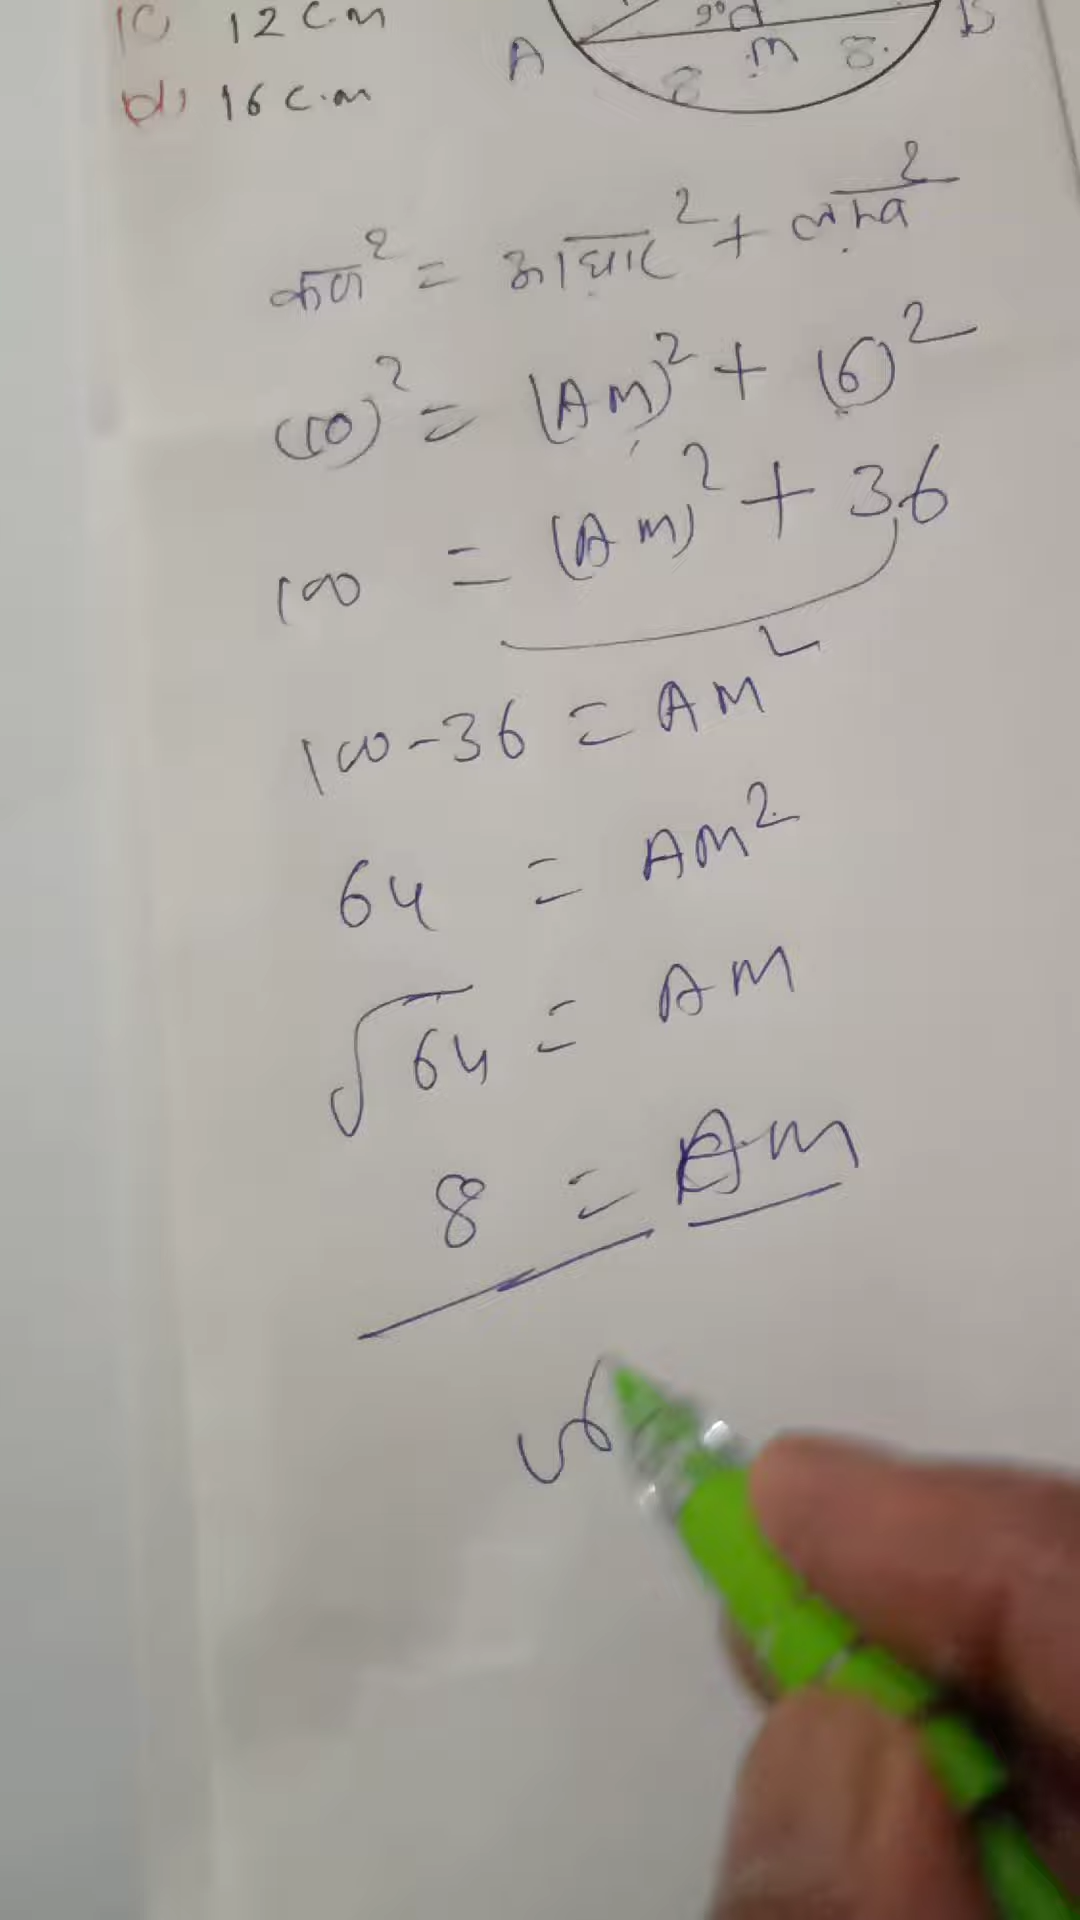 12 C.m
d) 16 C.m
A 90° M B
8 8
कर्ण² = आधार² + लम्ब²
(10)² = (AM)² + (6)²
100 = (AM)² + 36
100-36 = AM²
64 = AM²
√64 = AM
8 = AM